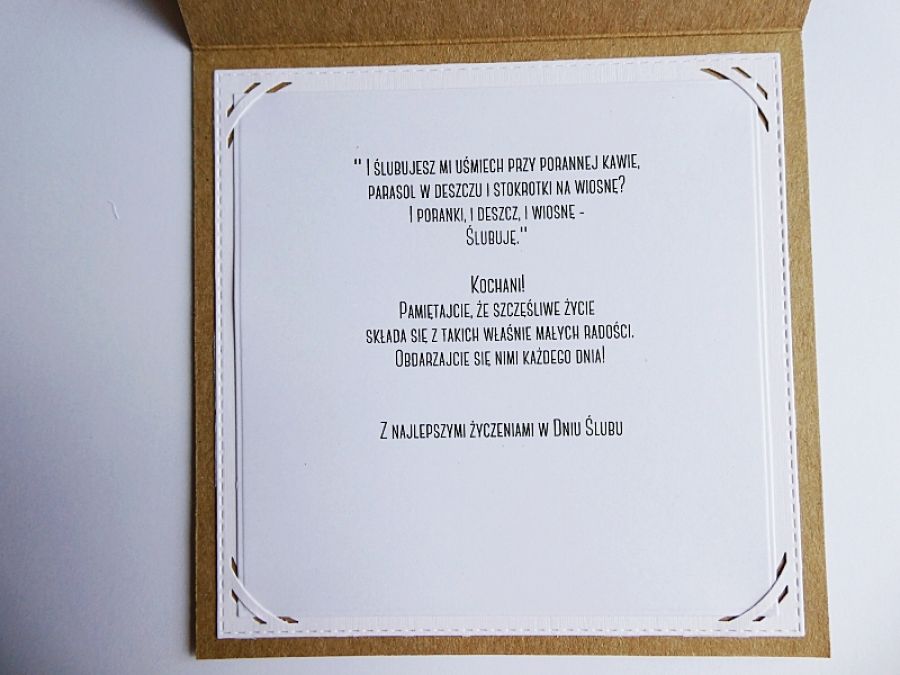 " I ślubujesz mi uśmiech przy porannej kawie,
parasol w deszczu i stokrotki na wiosnę?
I poranki, i deszcz, i wiosnę -
Ślubuję."
Kochani!
Pamiętajcie, że szczęśliwe życie
składa się z takich właśnie małych radości.
Obdarzajcie się nimi każdego dnia!
Z najlepszymi życzeniami w Dniu Ślubu